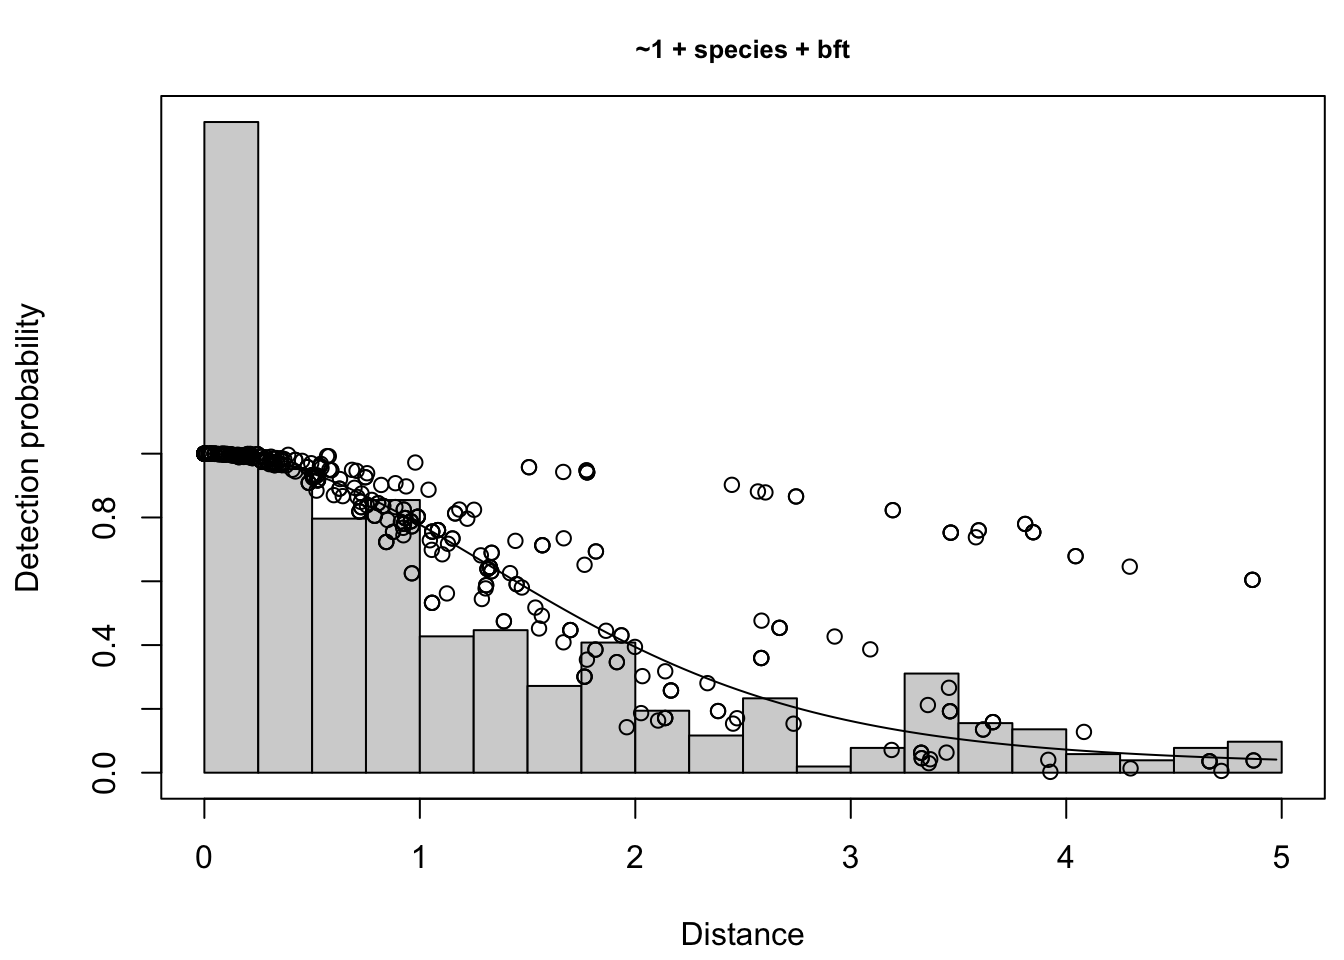 ~1 + species + bft
Detection probability
0.8
0.4
0.0
0 1 2 3 4 5
Distance